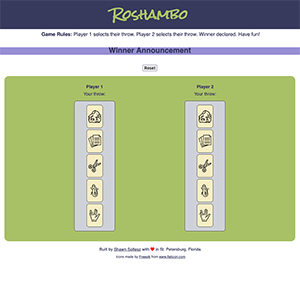 Roshambo
Game Rules: Player 1 selects their throw. Player 2 selects their throw. Winner declared. Have fun!
Winner Announcement
Reset
Player 1
Your throw:
Player 2
Your throw:
Built by Shawn Soltesz with ❤ in St. Petersburg, Florida.
Icons made by Freepik from www.flaticon.com